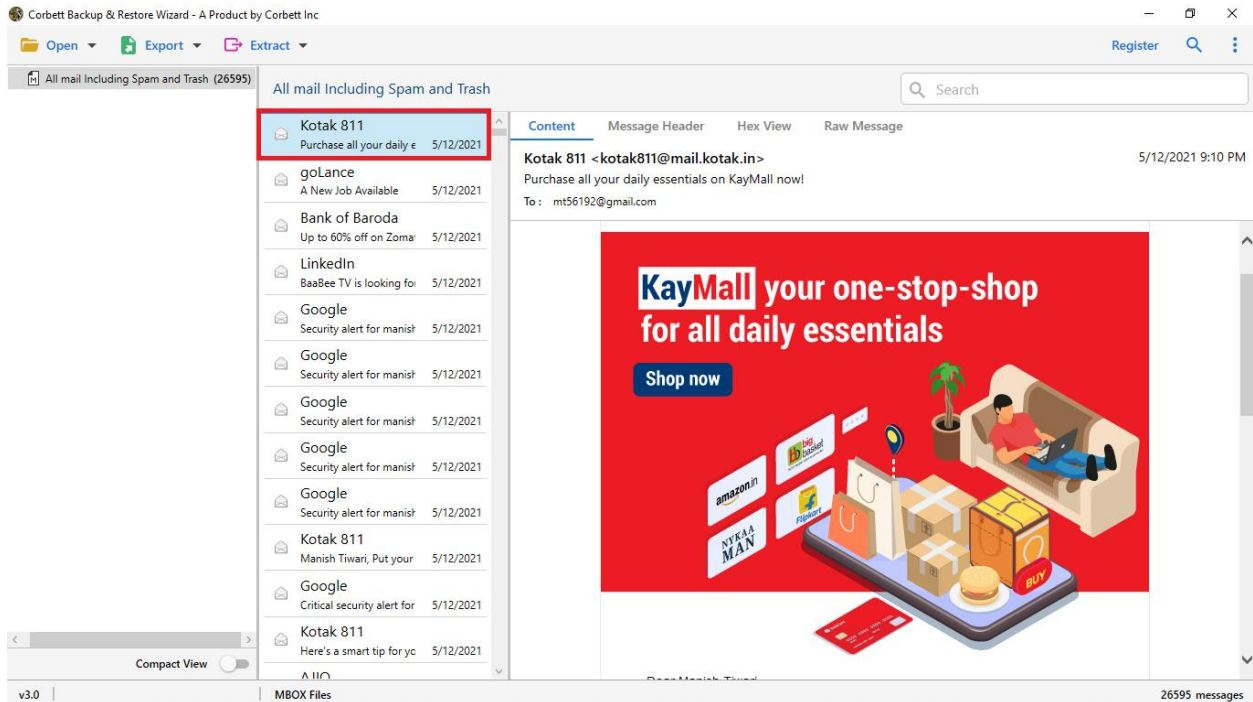 Corbett Backup & Restore Wizard - A Product by Corbett Inc
Open Export Extract Register
All mail Including Spam and Trash (26595)
All mail Including Spam and Trash
Search
Kotak 811
Purchase all your daily e 5/12/2021
goLance
A New Job Available 5/12/2021
Bank of Baroda
Up to 60% off on Zoma 5/12/2021
LinkedIn
BaaBee TV is looking fo 5/12/2021
Google
Security alert for manish 5/12/2021
Google
Security alert for manish 5/12/2021
Google
Security alert for manish 5/12/2021
Google
Security alert for manish 5/12/2021
Google
Security alert for manish 5/12/2021
Kotak 811
Manish Tiwari, Put your 5/12/2021
Google
Critical security alert for 5/12/2021
Kotak 811
Here's a smart tip for yo 5/12/2021
AJIO
Compact View
Content Message Header Hex View Raw Message
Kotak 811 <kotak811@mail.kotak.in> 5/12/2021 9:10 PM
Purchase all your daily essentials on KayMall now!
To : mt56192@gmail.com
KayMall your one-stop-shop
for all daily essentials
Shop now
big
basket
amazon.in
Flipkart
NYKAA
MAN
BUY
Dear Manish Tiwari
v3.0 MBOX Files 26595 messages